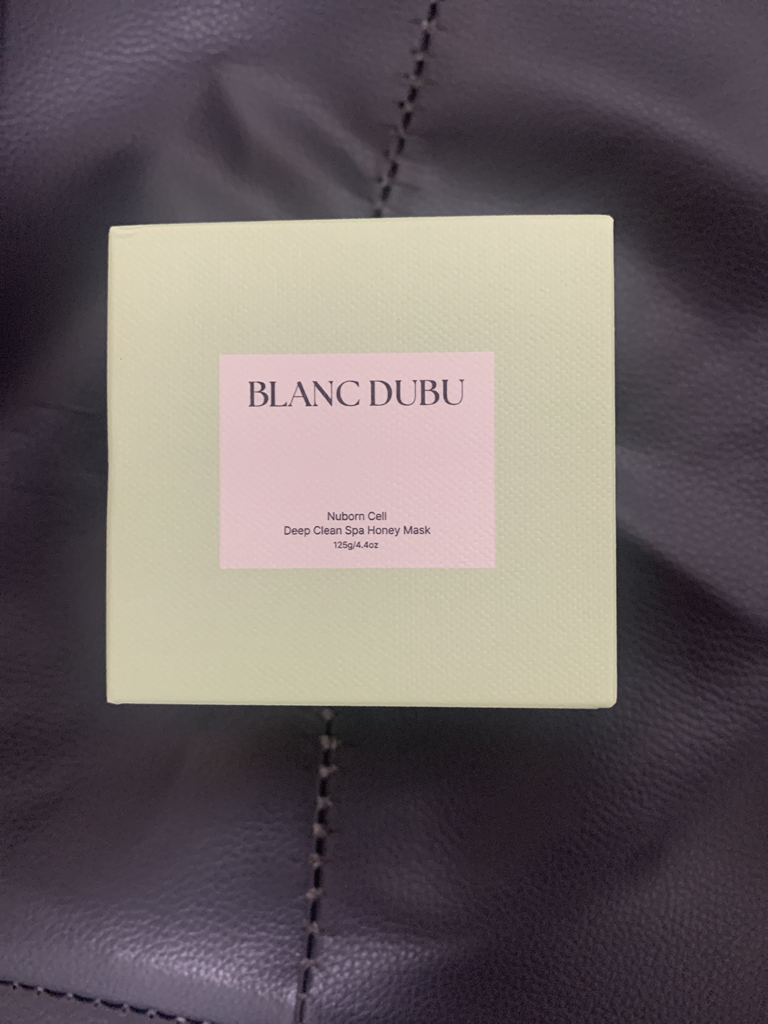 BLANC DUBU
Nuborn Cell
Deep Clean Spa Honey Mask
125g/4.4oz